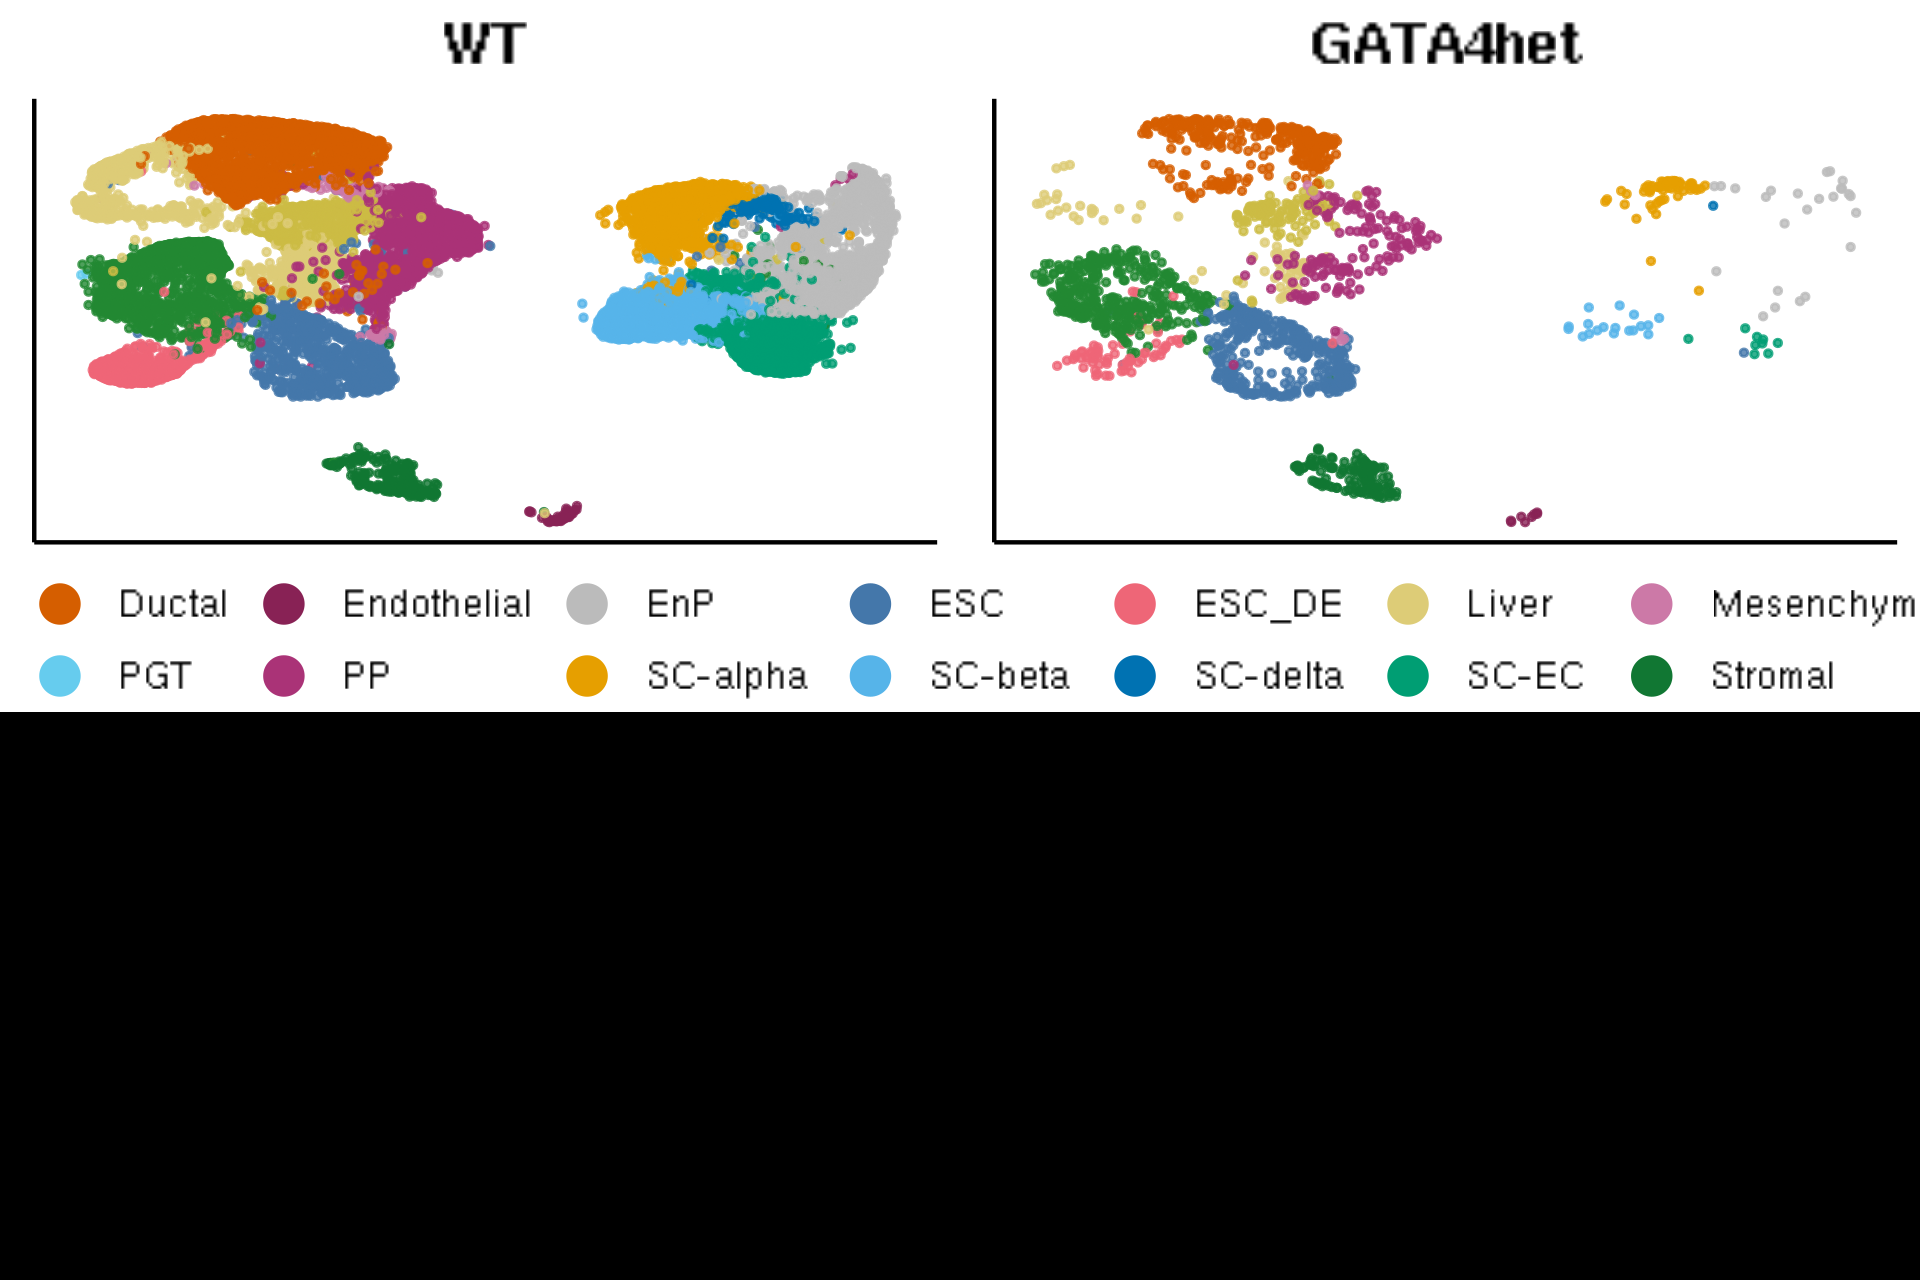 WT GATA4het
Ductal Endothelial EnP ESC ESC_DE Liver Mesenchym
PGT PP SC-alpha SC-beta SC-delta SC-EC Stromal